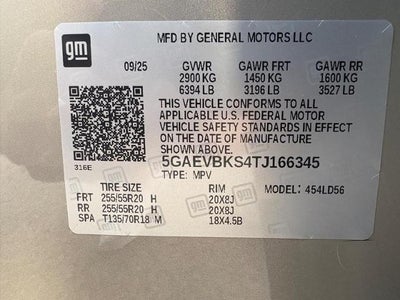 gm
MFD BY GENERAL MOTORS LLC
09/25 GVWR GAWR FRT GAWR RR
2900 KG 1450 KG 1600 KG
6394 LB 3196 LB 3527 LB
THIS VEHICLE CONFORMS TO ALL
APPLICABLE U.S. FEDERAL MOTOR
VEHICLE SAFETY STANDARDS IN EFFECT
ON THE DATE OF MANUFACTURE
SHOWN ABOVE.
316E 5GAEVBKS4TJ166345
TYPE: MPV
TIRE SIZE RIM MODEL: 454LD56
FRT 255/55R20 H 20X8J
RR 255/55R20 H 20X8J
SPA T135/70R18 M 18X4.5B